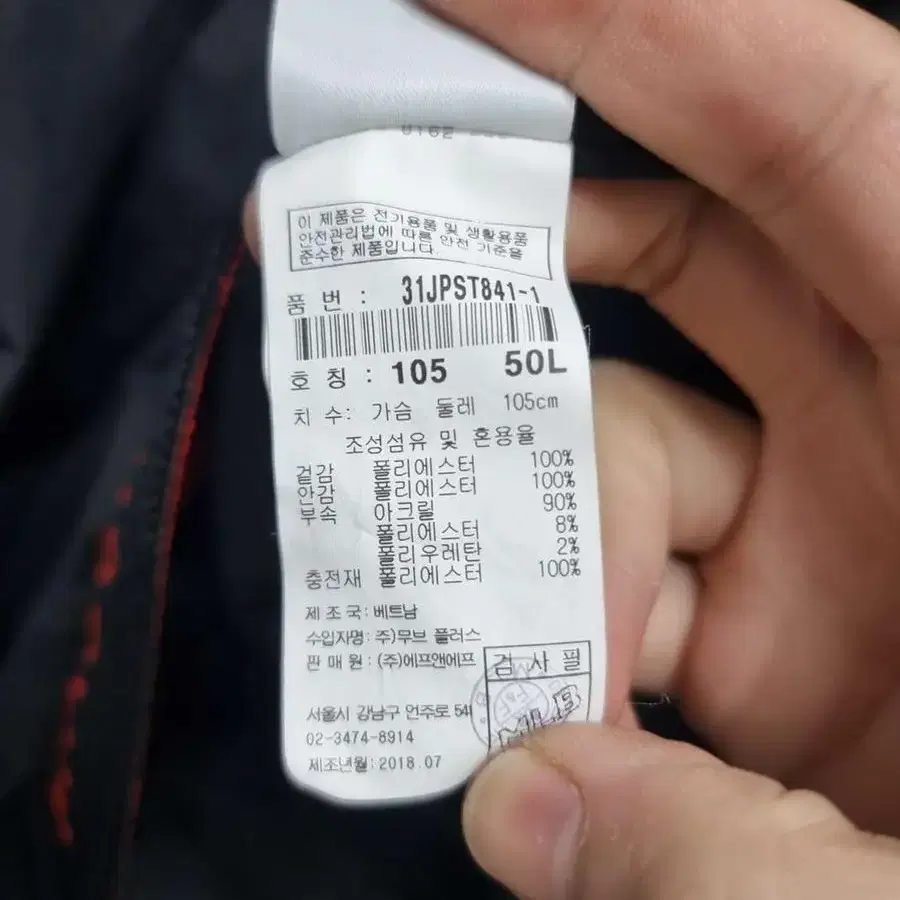 이 제품은 전기용품 및 생활용품
안전관리법에 따른 안전 기준을
준수한 제품입니다.
품 번 : 31JPST841-1
호 칭 : 105 50L
치 수: 가슴 둘레 105cm
조성섬유 및 혼용율
겉감 폴리에스터 100%
안감 폴리에스터 100%
부속 아크릴 90%
폴리에스터 8%
폴리우레탄 2%
충전재 폴리에스터 100%
제 조 국: 베트남
수입자명: 주)무브 플러스
판 매 원 : (주)에프앤에프
검 사 필
MLB
서울시 강남구 언주로 54
02-3474-8914
제조년월: 2018.07